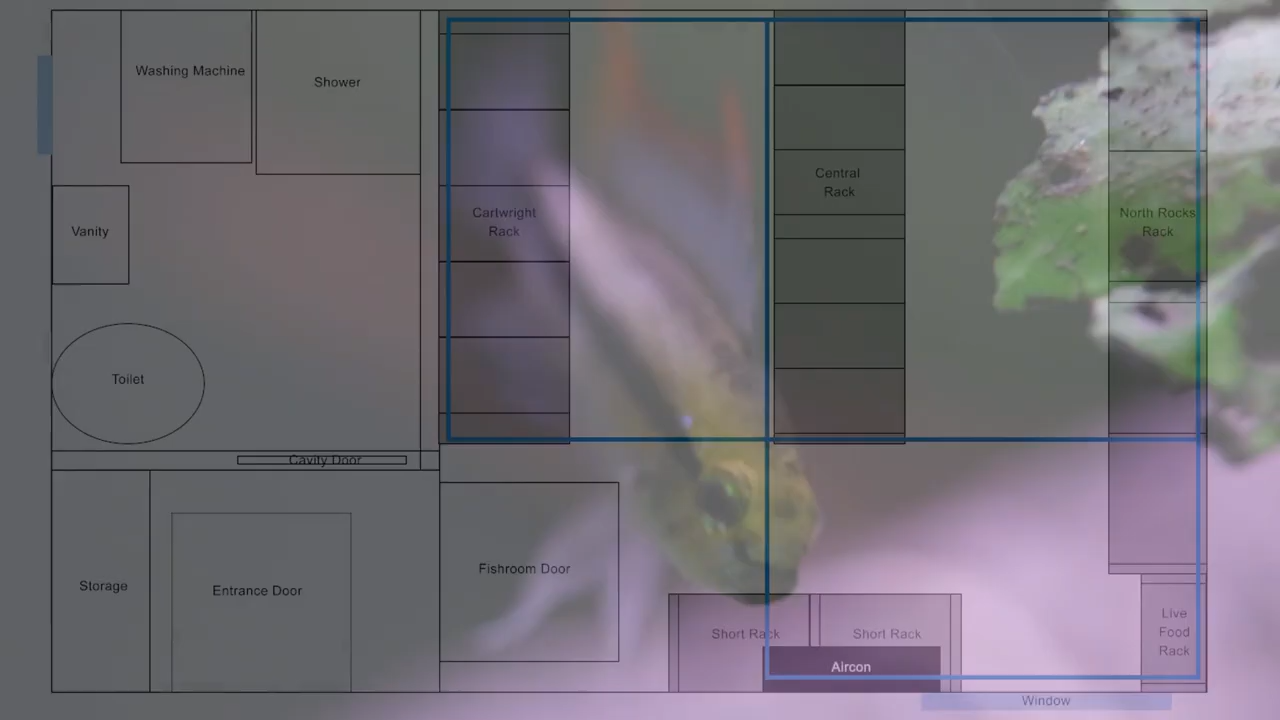 Washing Machine
Shower
Central
Rack
Cartwright
Rack
North Rocks
Rack
Vanity
Toilet
Cavity Door
Storage
Entrance Door
Fishroom Door
Short Rack
Short Rack
Aircon
Live
Food
Rack
Window